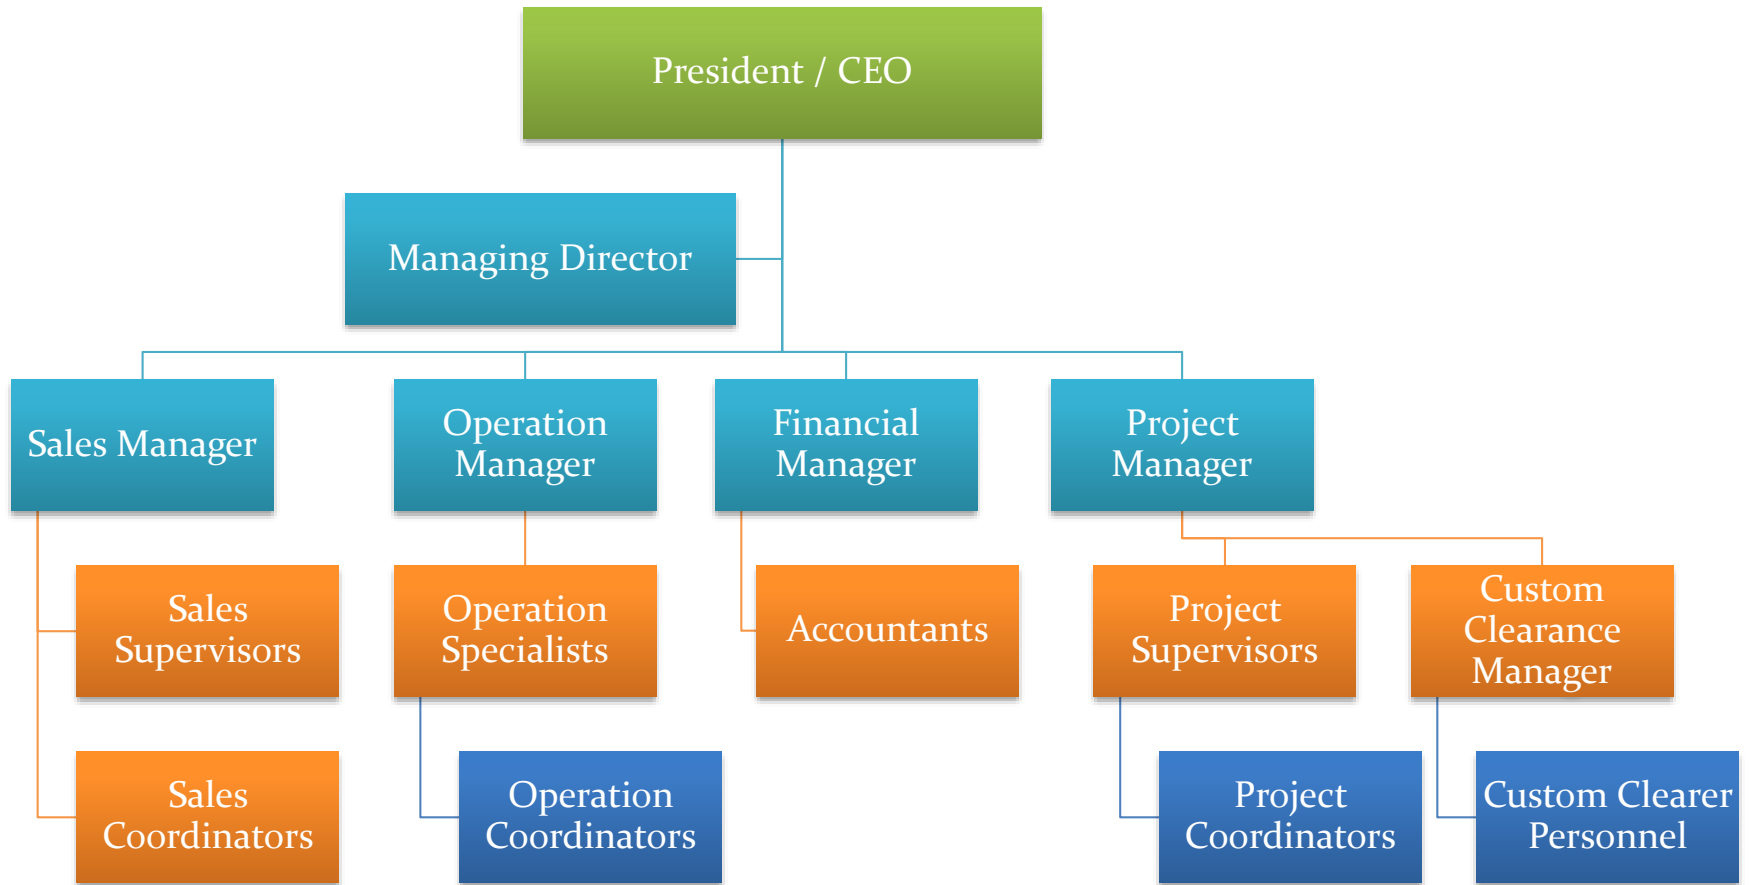 President / CEO
Managing Director
Sales Manager
Operation
Manager
Financial
Manager
Project
Manager
Sales
Supervisors
Operation
Specialists
Accountants
Project
Supervisors
Custom
Clearance
Manager
Sales
Coordinators
Operation
Coordinators
Project
Coordinators
Custom Clearer
Personnel